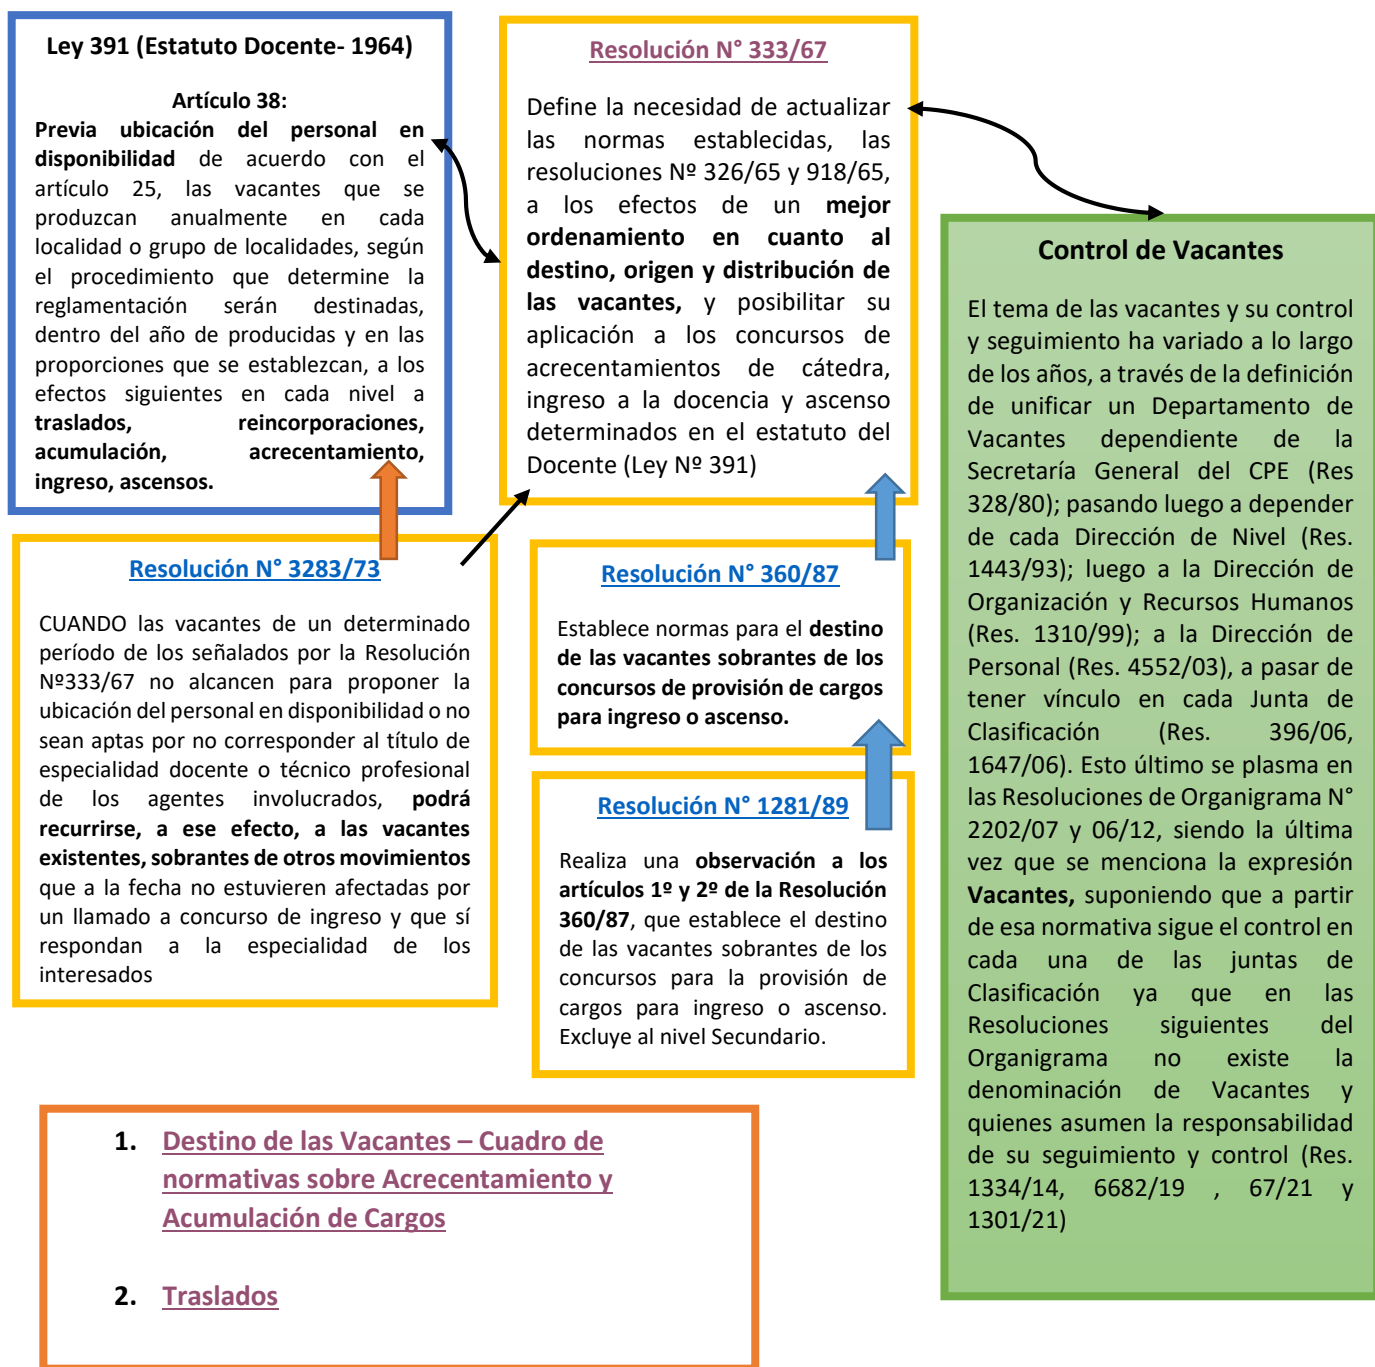 Ley 391 (Estatuto Docente- 1964)
Artículo 38:
Previa ubicación del personal en
disponibilidad de acuerdo con el
artículo 25, las vacantes que se
produzcan anualmente en cada
localidad o grupo de localidades, según
el procedimiento que determine la
reglamentación serán destinadas,
dentro del año de producidas y en las
proporciones que se establezcan, a los
efectos siguientes en cada nivel a
traslados, reincorporaciones,
acumulación, acrecentamiento,
ingreso, ascensos.
Resolución N° 333/67
Define la necesidad de actualizar
las normas establecidas, las
resoluciones Nº 326/65 y 918/65,
a los efectos de un mejor
ordenamiento en cuanto al
destino, origen y distribución de
las vacantes, y posibilitar su
aplicación a los concursos de
acrecentamientos de cátedra,
ingreso a la docencia y ascenso
determinados en el estatuto del
Docente (Ley Nº 391)
Control de Vacantes
El tema de las vacantes y su control
y seguimiento ha variado a lo largo
de los años, a través de la definición
de unificar un Departamento de
Vacantes dependiente de la
Secretaría General del CPE (Res
328/80); pasando luego a depender
de cada Dirección de Nivel (Res.
1443/93); luego a la Dirección de
Organización y Recursos Humanos
(Res. 1310/99); a la Dirección de
Personal (Res. 4552/03), a pasar de
tener vínculo en cada Junta de
Clasificación (Res. 396/06,
1647/06). Esto último se plasma en
las Resoluciones de Organigrama N°
2202/07 y 06/12, siendo la última
vez que se menciona la expresión
Vacantes, suponiendo que a partir
de esa normativa sigue el control en
cada una de las juntas de
Clasificación ya que en las
Resoluciones siguientes del
Organigrama no existe la
denominación de Vacantes y
quienes asumen la responsabilidad
de su seguimiento y control (Res.
1334/14, 6682/19 , 67/21 y
1301/21)
Resolución N° 3283/73
CUANDO las vacantes de un determinado
período de los señalados por la Resolución
Nº333/67 no alcancen para proponer la
ubicación del personal en disponibilidad o no
sean aptas por no corresponder al título de
especialidad docente o técnico profesional
de los agentes involucrados, podrá
recurrirse, a ese efecto, a las vacantes
existentes, sobrantes de otros movimientos
que a la fecha no estuvieren afectadas por
un llamado a concurso de ingreso y que sí
respondan a la especialidad de los
interesados
Resolución N° 360/87
Establece normas para el destino
de las vacantes sobrantes de los
concursos de provisión de cargos
para ingreso o ascenso.
Resolución N° 1281/89
Realiza una observación a los
artículos 1º y 2º de la Resolución
360/87, que establece el destino
de las vacantes sobrantes de los
concursos para la provisión de
cargos para ingreso o ascenso.
Excluye al nivel Secundario.
1. Destino de las Vacantes – Cuadro de
normativas sobre Acrecentamiento y
Acumulación de Cargos
2. Traslados